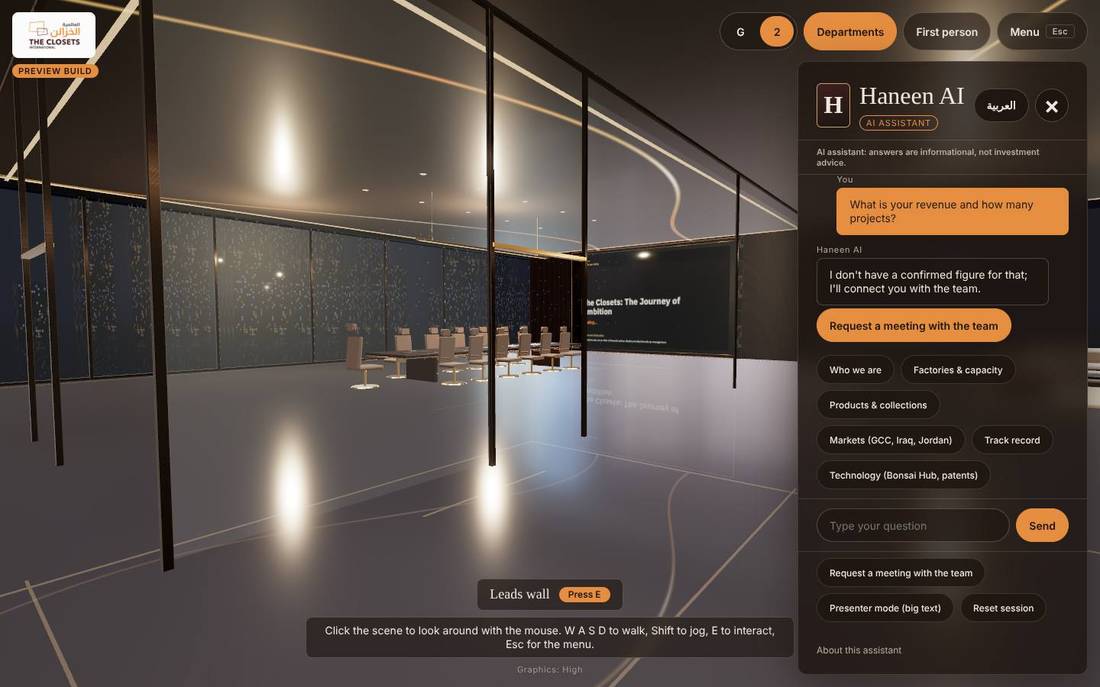 العالمية
الخزائن
THE CLOSETS
INTERNATIONAL
PREVIEW BUILD
G
2
Departments
First person
Menu Esc
H
Haneen AI
AI ASSISTANT
العربية
AI assistant: answers are informational, not investment
advice.
You
What is your revenue and how many
projects?
Haneen AI
I don't have a confirmed figure for that;
I'll connect you with the team.
Request a meeting with the team
Who we are
Factories & capacity
Products & collections
Markets (GCC, Iraq, Jordan)
Track record
Technology (Bonsai Hub, patents)
Type your question
Send
Request a meeting with the team
Presenter mode (big text)
Reset session
About this assistant
he Closets: The Journey of
mbition
Leads wall
Press E
Click the scene to look around with the mouse. W A S D to walk, Shift to jog, E to interact,
Esc for the menu.
Graphics: High